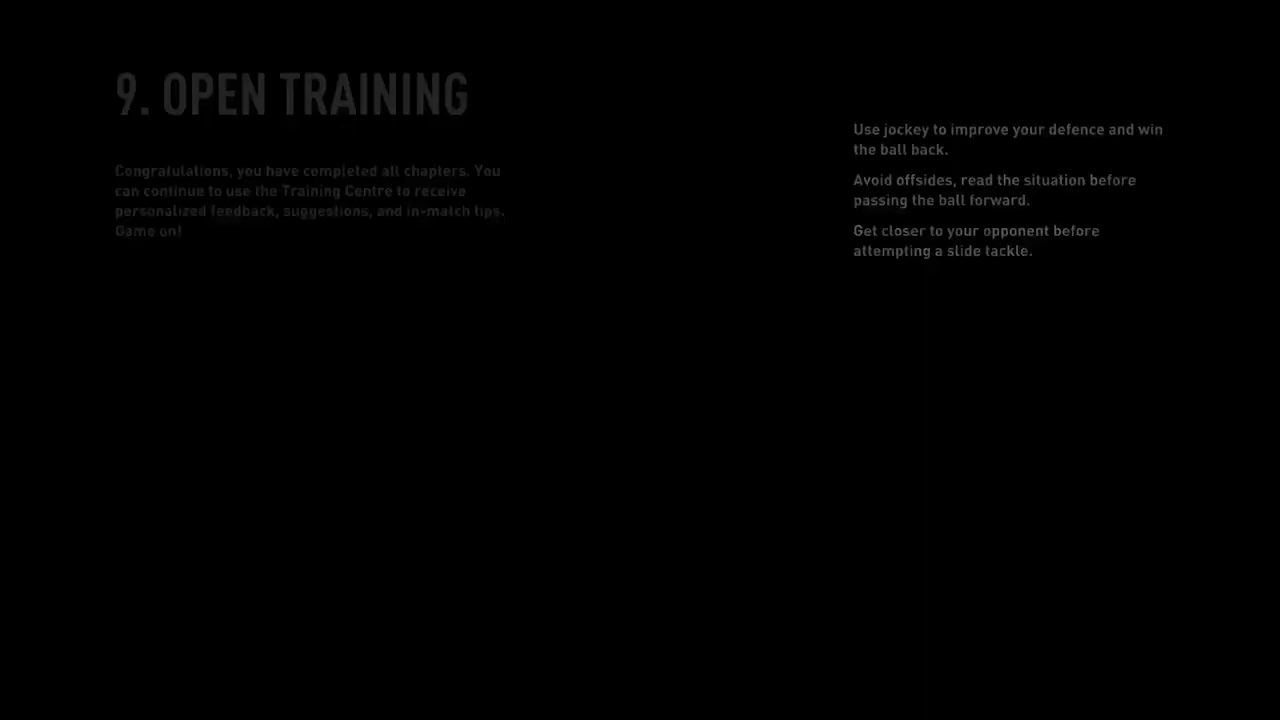 9. OPEN TRAINING
Congratulations, you have completed all chapters. You
can continue to use the Training Centre to receive
personalized feedback, suggestions, and in-match tips.
Game on!
Use jockey to improve your defence and win
the ball back.
Avoid offsides, read the situation before
passing the ball forward.
Get closer to your opponent before
attempting a slide tackle.